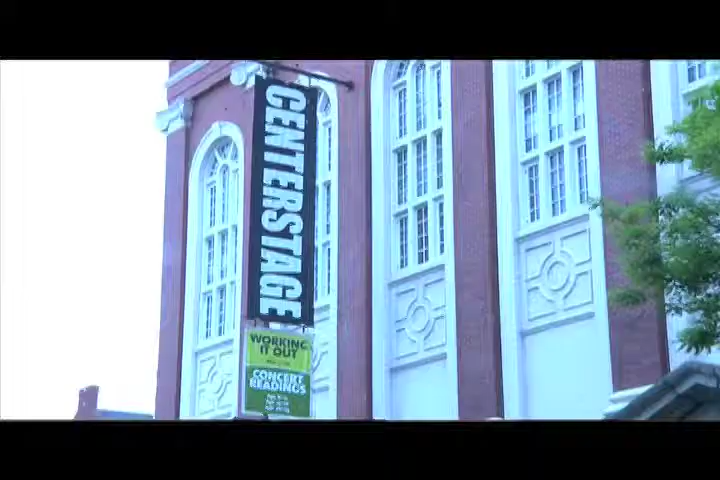 CENTERSTAGE
WORKING
IT OUT
CONCERT
READINGS